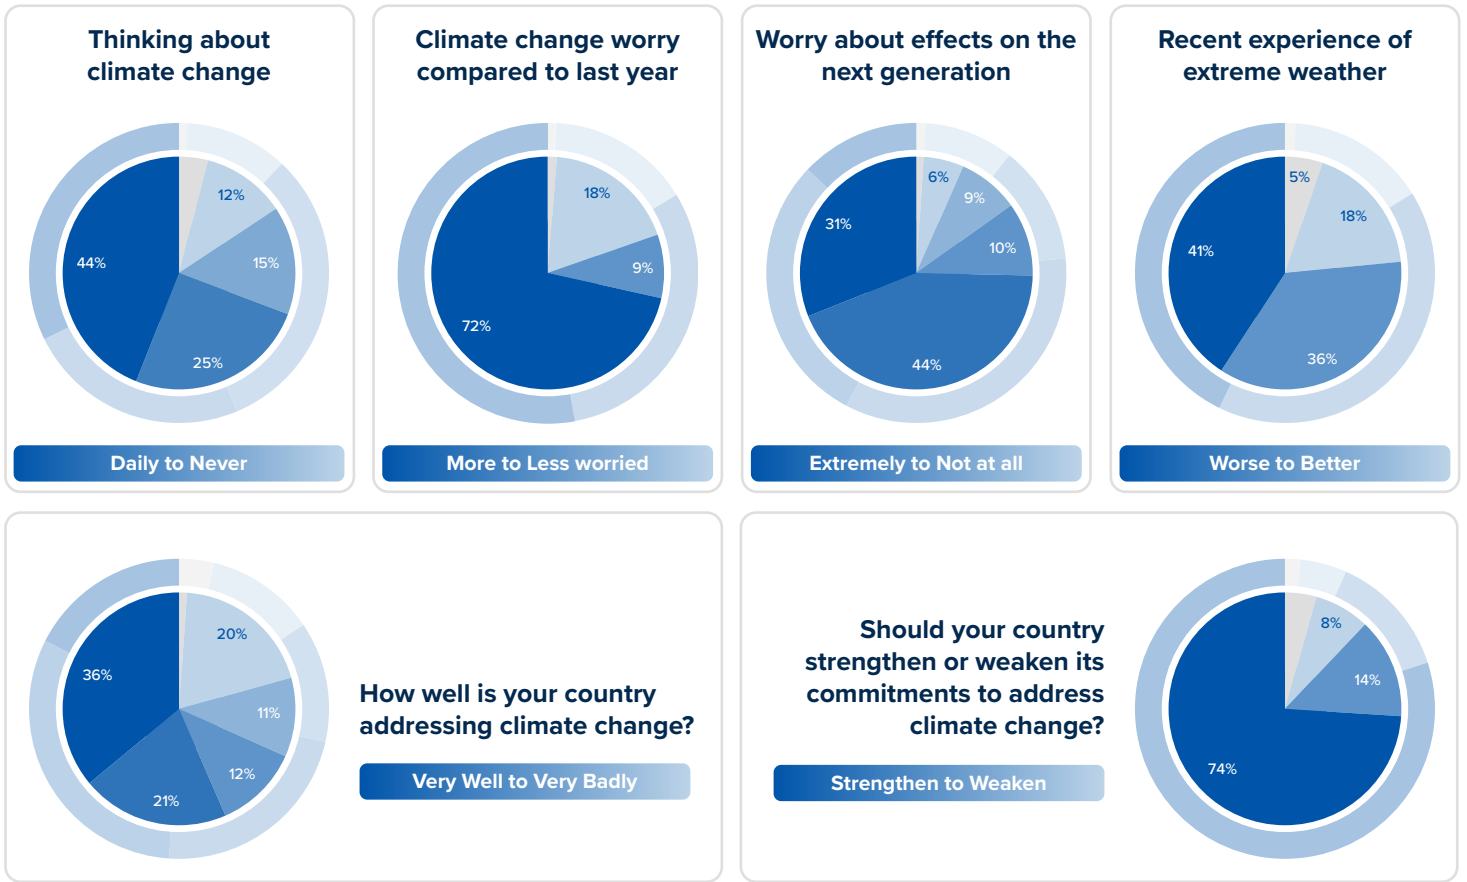 Thinking about
climate change
12%
15%
25%
44%
Daily to Never
Climate change worry
compared to last year
18%
9%
72%
More to Less worried
Worry about effects on the
next generation
6%
9%
10%
44%
31%
Extremely to Not at all
Recent experience of
extreme weather
5%
18%
36%
41%
Worse to Better
20%
11%
12%
21%
36%
How well is your country
addressing climate change?
Very Well to Very Badly
Should your country
strengthen or weaken its
commitments to address
climate change?
Strengthen to Weaken
8%
14%
74%